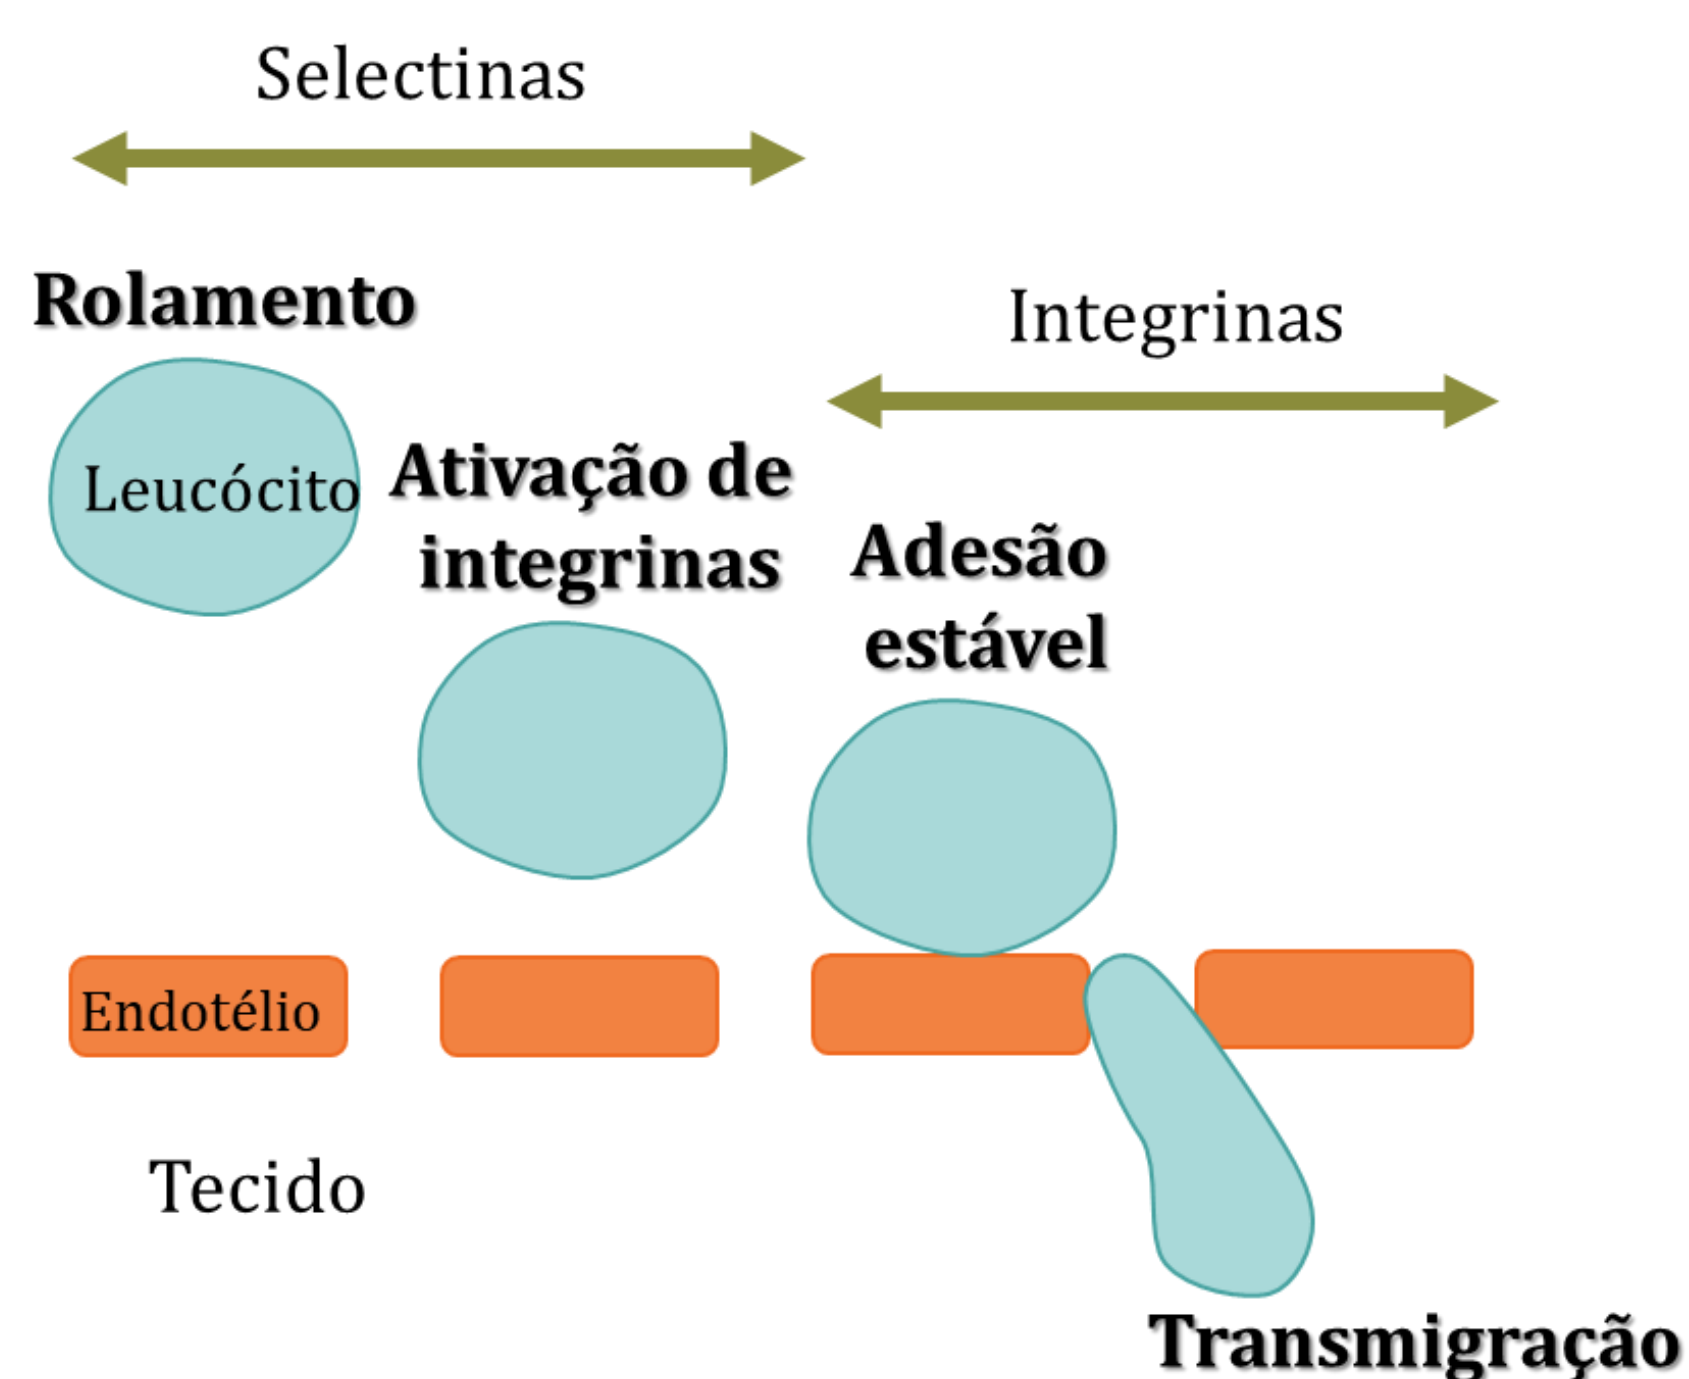 Selectinas
Rolamento
Integrinas
Leucócito
Ativação de
integrinas
Adesão
estável
Endotélio
Tecido
Transmigração